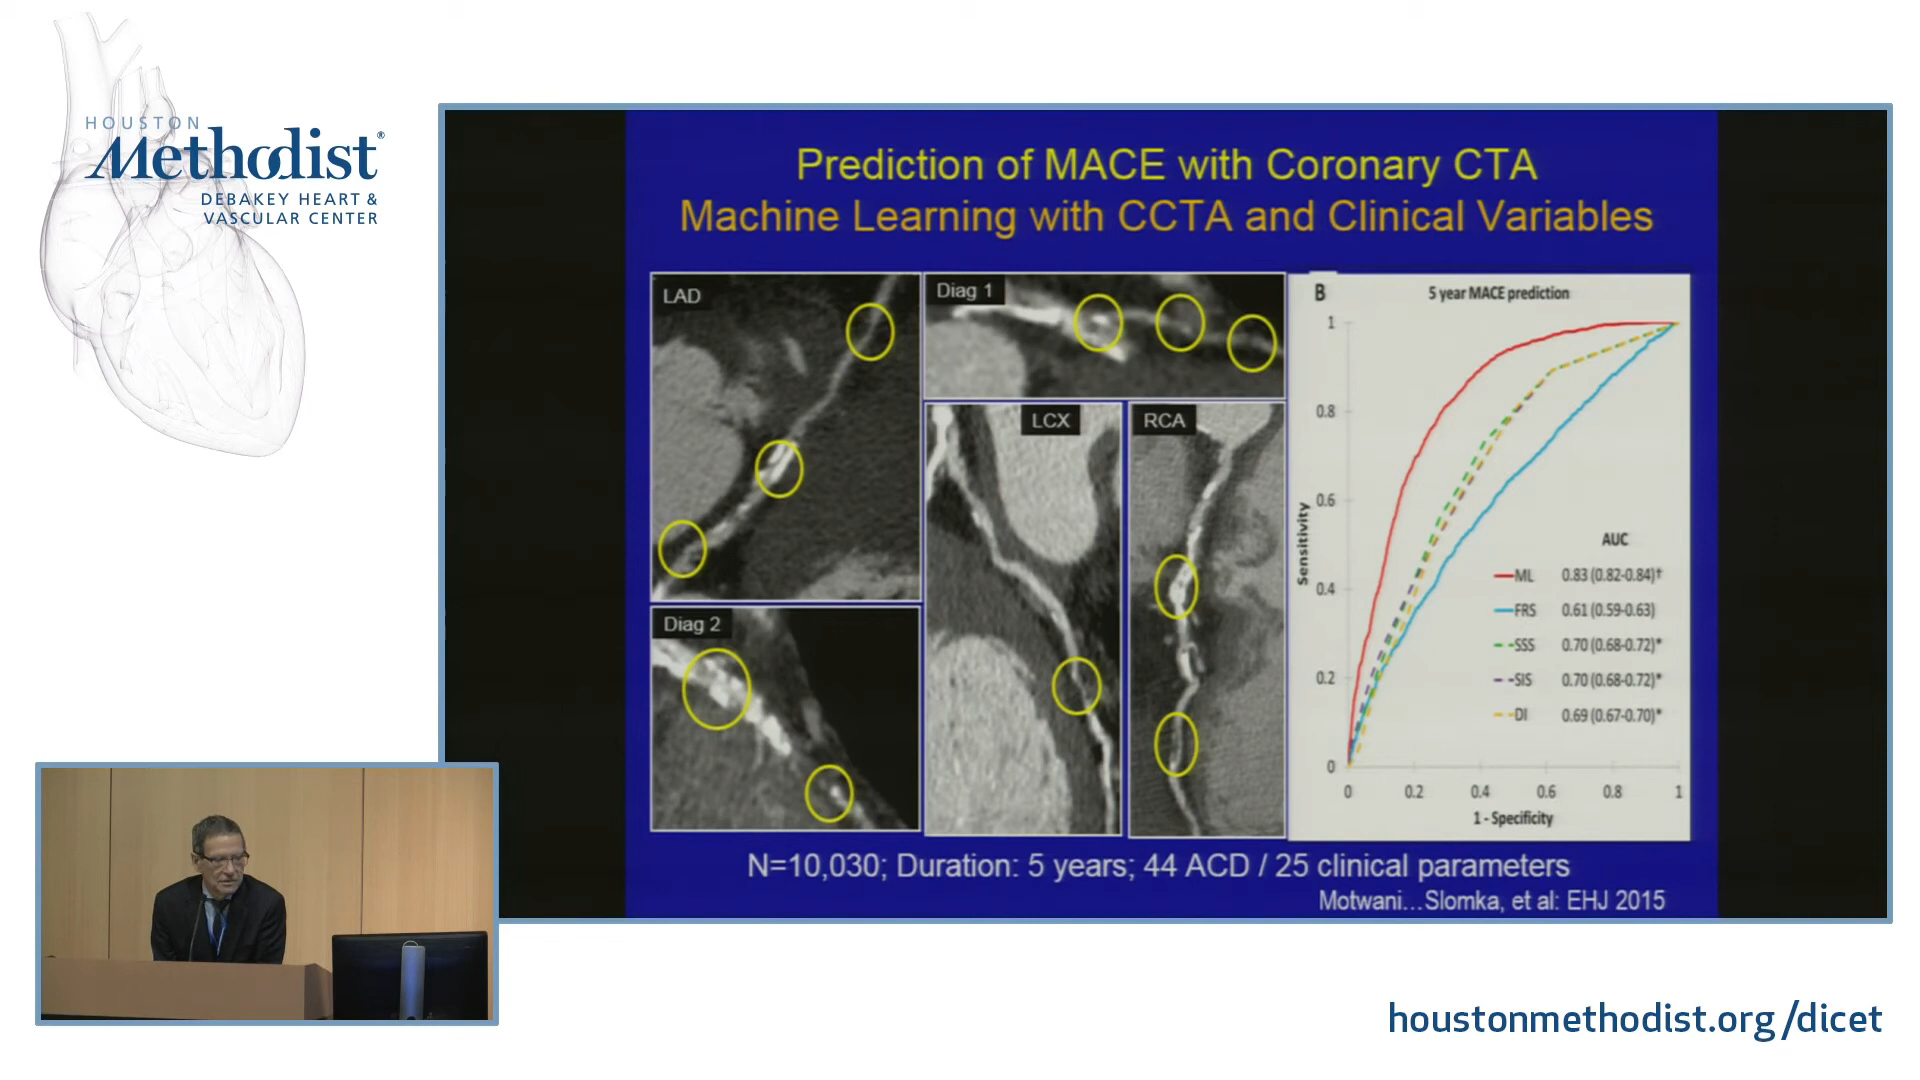 HOUSTON
Methodist®
DEBAKEY HEART &
VASCULAR CENTER
Prediction of MACE with Coronary CTA
Machine Learning with CCTA and Clinical Variables
LAD
Diag 1
LCX
RCA
Diag 2
B
5 year MACE prediction
1
0.8
0.6
0.4
0.2
0
Sensitivity
AUC
ML 0.83 (0.82-0.84)†
FRS 0.61 (0.59-0.63)
SSS 0.70 (0.68-0.72)*
SIS 0.70 (0.68-0.72)*
DI 0.69 (0.67-0.70)*
0 0.2 0.4 0.6 0.8 1
1 - Specificity
N=10,030; Duration: 5 years; 44 ACD / 25 clinical parameters
Motwani...Slomka, et al: EHJ 2015
houstonmethodist.org/dicet